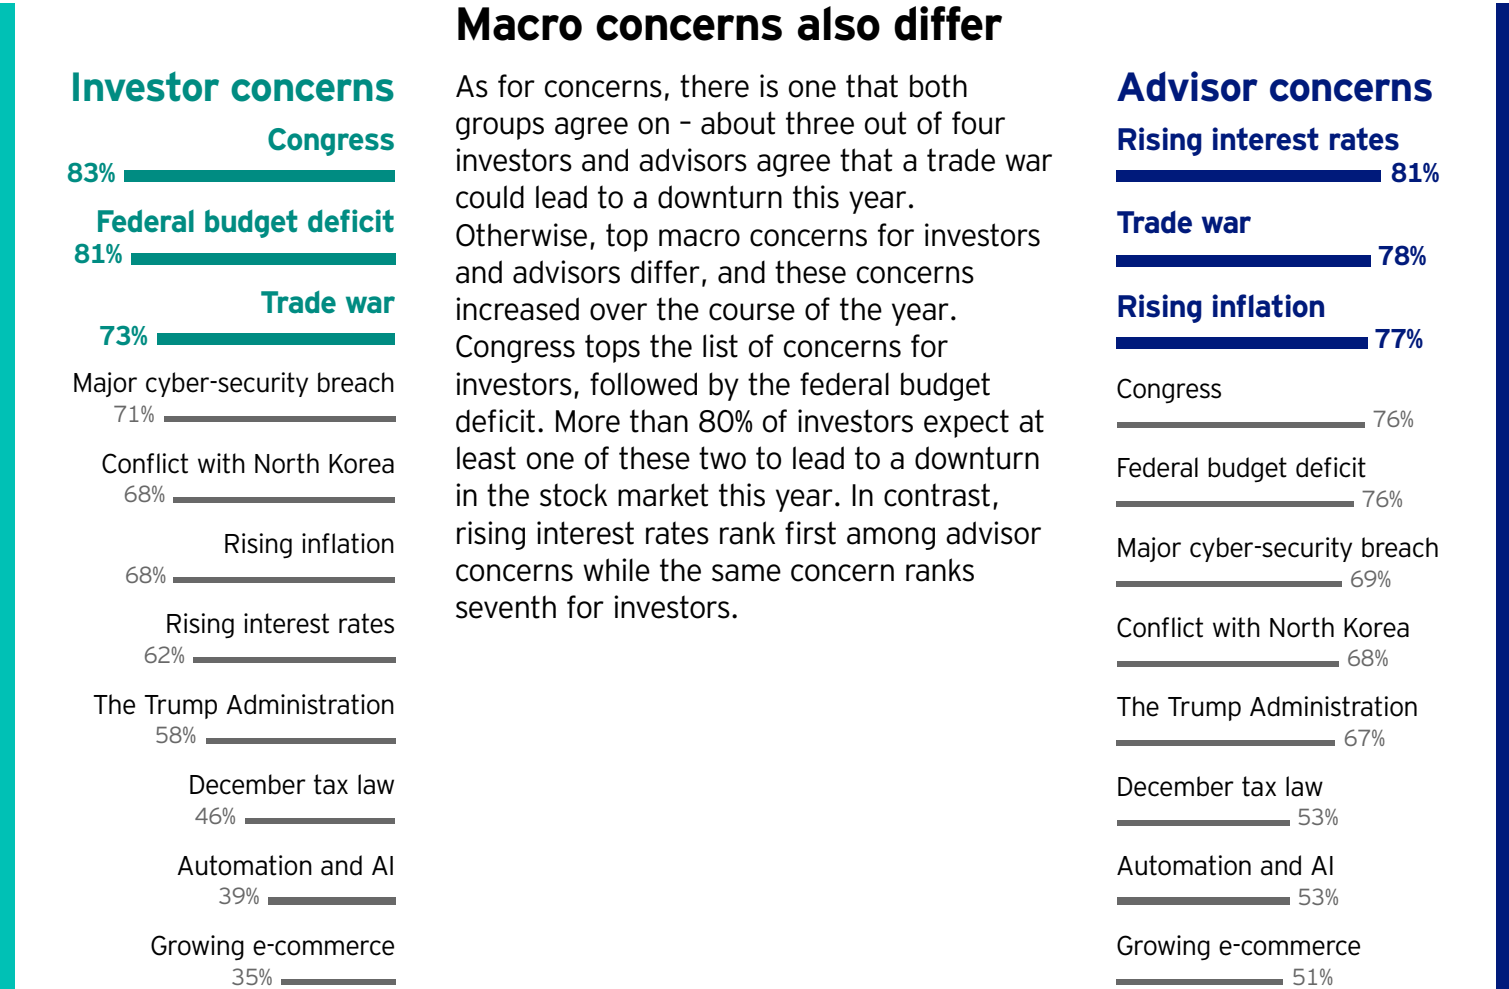 Macro concerns also differ
Investor concerns
Congress
83%
Federal budget deficit
81%
Trade war
73%
Major cyber-security breach
71%
Conflict with North Korea
68%
Rising inflation
68%
Rising interest rates
62%
The Trump Administration
58%
December tax law
46%
Automation and AI
39%
Growing e-commerce
35%
As for concerns, there is one that both
groups agree on – about three out of four
investors and advisors agree that a trade war
could lead to a downturn this year.
Otherwise, top macro concerns for investors
and advisors differ, and these concerns
increased over the course of the year.
Congress tops the list of concerns for
investors, followed by the federal budget
deficit. More than 80% of investors expect at
least one of these two to lead to a downturn
in the stock market this year. In contrast,
rising interest rates rank first among advisor
concerns while the same concern ranks
seventh for investors.
Advisor concerns
Rising interest rates
81%
Trade war
78%
Rising inflation
77%
Congress
76%
Federal budget deficit
76%
Major cyber-security breach
69%
Conflict with North Korea
68%
The Trump Administration
67%
December tax law
53%
Automation and AI
53%
Growing e-commerce
51%